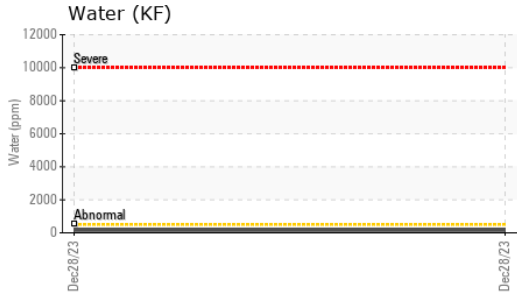 Water (KF)
12000
Severe
10000
8000
Water (ppm)
6000
4000
2000
Abnormal
0
Dec28/23
Dec28/23